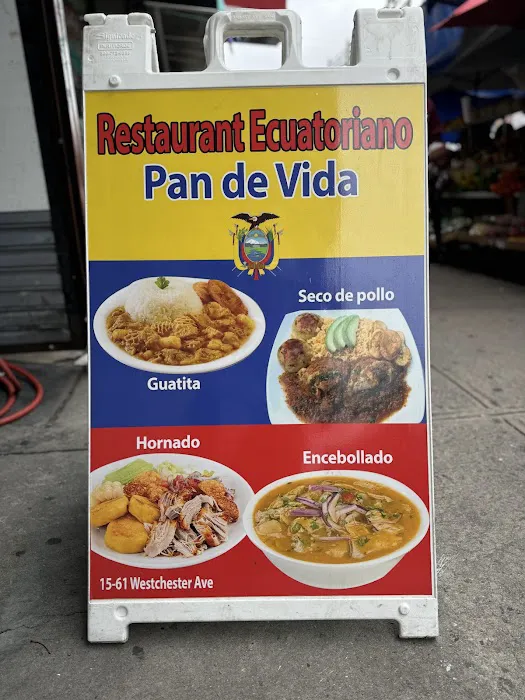 Restaurant Ecuatoriano
Pan de Vida
Seco de pollo
Guatita
Hornado
Encebollado
15-61 Westchester Ave